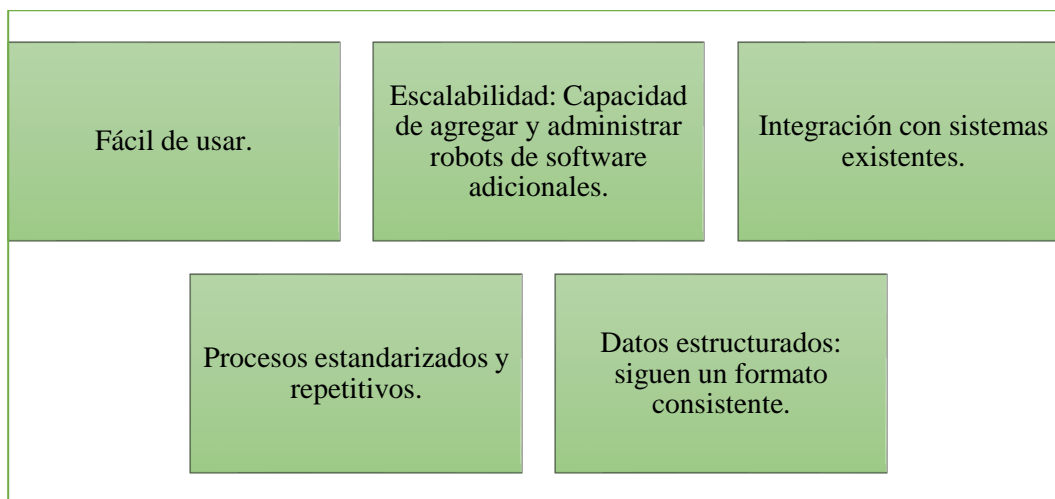 Fácil de usar.
Escalabilidad: Capacidad
de agregar y administrar
robots de software
adicionales.
Integración con sistemas
existentes.
Procesos estandarizados y
repetitivos.
Datos estructurados:
siguen un formato
consistente.